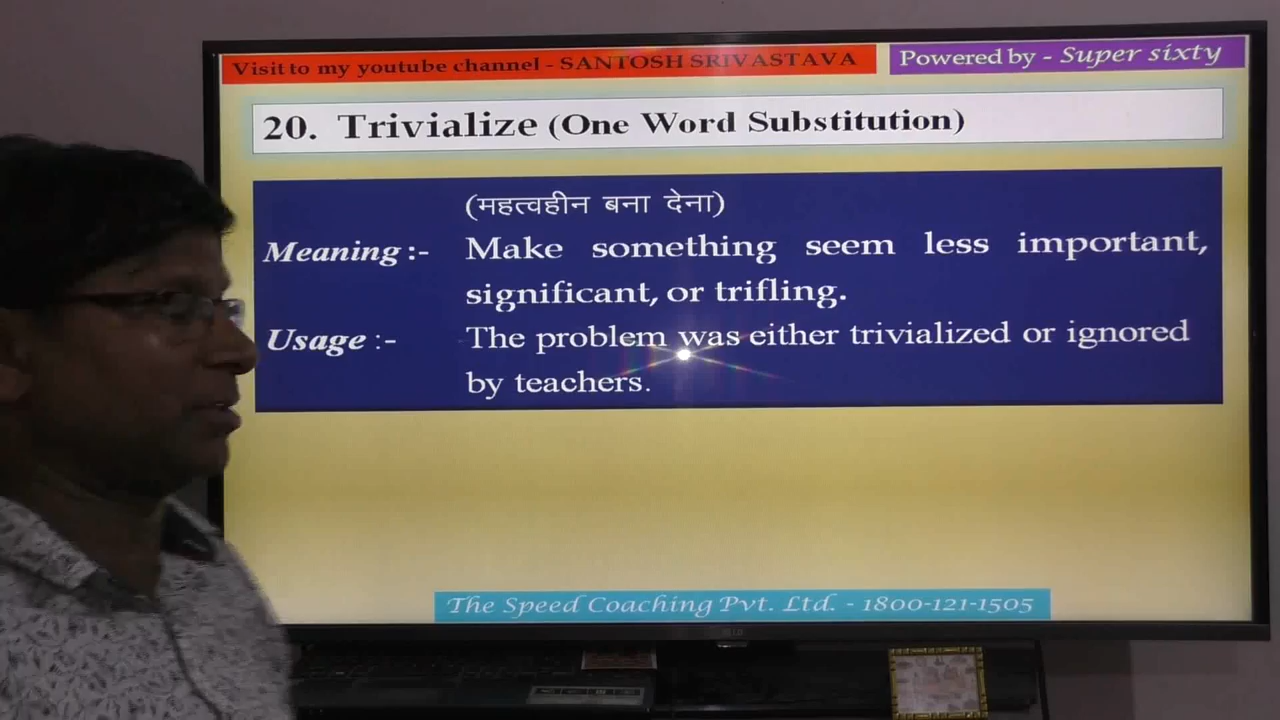 Visit to my youtube channel - SANTOSH SRIVASTAVA
Powered by - Super sixty
20. Trivialize (One Word Substitution)
(महत्वहीन बना देना)
Meaning :- Make something seem less important,
significant, or trifling.
Usage :- The problem was either trivialized or ignored
by teachers.
The Speed Coaching Pvt. Ltd. - 1800-121-1505